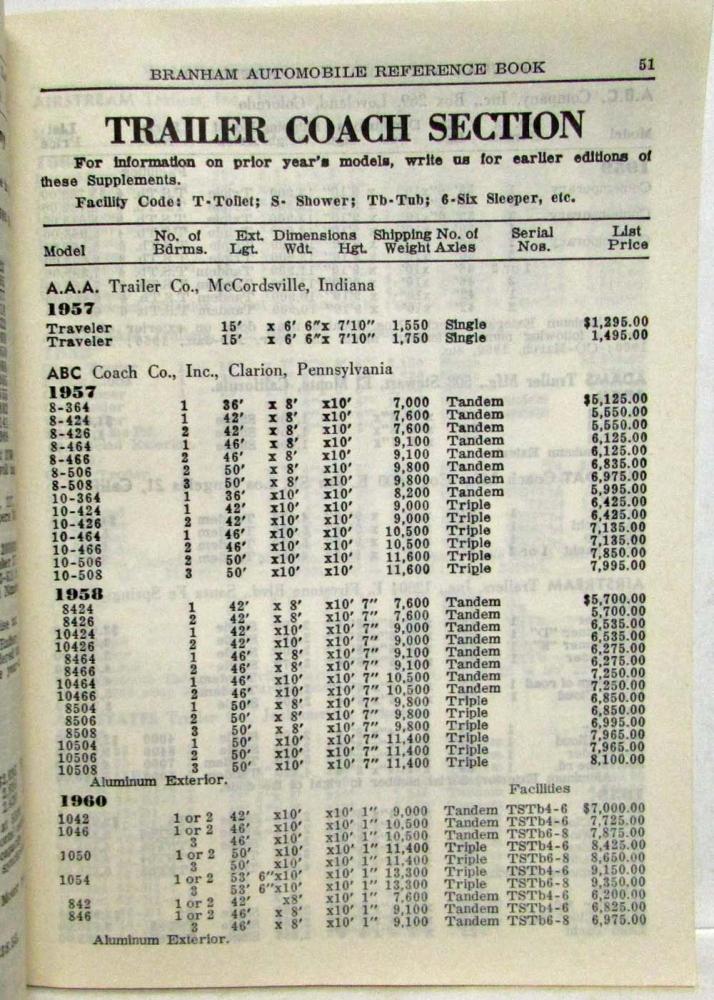 BRANHAM AUTOMOBILE REFERENCE BOOK 51
TRAILER COACH SECTION
For information on prior year's models, write us for earlier editions of
these Supplements.
Facility Code: T-Toilet; S- Shower; Tb-Tub; 6-Six Sleeper, etc.
No. of Ext. Dimensions Shipping No. of Serial List
Model Bdrms. Lgt. Wdt. Hgt. Weight Axles Nos. Price
A.A.A. Trailer Co., McCordsville, Indiana
1957
Traveler 15' x 6' 6"x 7'10" 1,550 Single $1,295.00
Traveler 15' x 6' 6"x 7'10" 1,750 Single 1,495.00
ABC Coach Co., Inc., Clarion, Pennsylvania
1957
8-364 1 36' x 8' x10' 7,000 Tandem $5,125.00
8-424 1 42' x 8' x10' 7,600 Tandem 5,550.00
8-426 2 42' x 8' x10' 7,600 Tandem 5,550.00
8-464 1 46' x 8' x10' 9,100 Tandem 6,125.00
8-466 2 46' x 8' x10' 9,100 Tandem 6,125.00
8-506 2 50' x 8' x10' 9,800 Tandem 6,835.00
8-508 3 50' x 8' x10' 9,800 Tandem 6,975.00
10-364 1 36' x10' x10' 8,200 Tandem 5,995.00
10-424 1 42' x10' x10' 9,000 Triple 6,425.00
10-426 2 42' x10' x10' 9,000 Triple 6,425.00
10-464 1 46' x10' x10' 10,500 Triple 7,135.00
10-466 2 46' x10' x10' 10,500 Triple 7,135.00
10-506 2 50' x10' x10' 11,600 Triple 7,850.00
10-508 3 50' x10' x10' 11,600 Triple 7,995.00
1958
8424 1 42' x 8' x10' 7" 7,600 Tandem $5,700.00
8426 2 42' x 8' x10' 7" 7,600 Tandem 5,700.00
10424 1 42' x10' x10' 7" 9,000 Tandem 6,535.00
10426 2 42' x10' x10' 7" 9,000 Tandem 6,535.00
8464 1 46' x 8' x10' 7" 9,100 Tandem 6,275.00
8466 2 46' x 8' x10' 7" 9,100 Tandem 6,275.00
10464 1 46' x10' x10' 7" 10,500 Tandem 7,250.00
10466 2 46' x10' x10' 7" 10,500 Tandem 7,250.00
8504 1 50' x 8' x10' 7" 9,800 Triple 6,850.00
8506 2 50' x 8' x10' 7" 9,800 Triple 6,850.00
8508 3 50' x 8' x10' 7" 9,800 Triple 6,995.00
10504 1 50' x10' x10' 7" 11,400 Triple 7,965.00
10506 2 50' x10' x10' 7" 11,400 Triple 7,965.00
10508 3 50' x10' x10' 7" 11,400 Triple 8,100.00
Aluminum Exterior. Facilities
1960
1042 1 or 2 42' x10' x10' 1" 9,000 Tandem TSTb4-6 $7,000.00
1046 1 or 2 46' x10' x10' 1" 10,500 Tandem TSTb4-6 7,725.00
3 46' x10' x10' 1" 10,500 Tandem TSTb6-8 7,875.00
1050 1 or 2 50' x10' x10' 1" 11,400 Triple TSTb4-6 8,425.00
3 50' x10' x10' 1" 11,400 Triple TSTb6-8 8,650.00
1054 1 or 2 53' 6"x10' x10' 1" 13,300 Triple TSTb4-6 9,150.00
3 53' 6"x10' x10' 1" 13,300 Triple TSTb6-8 9,350.00
842 1 or 2 42' x8' x10' 1" 7,600 Tandem TSTb4-6 6,200.00
846 1 or 2 46' x 8' x10' 1" 9,100 Tandem TSTb4-6 6,825.00
3 46' x 8' x10' 1" 9,100 Tandem TSTb6-8 6,975.00
Aluminum Exterior.